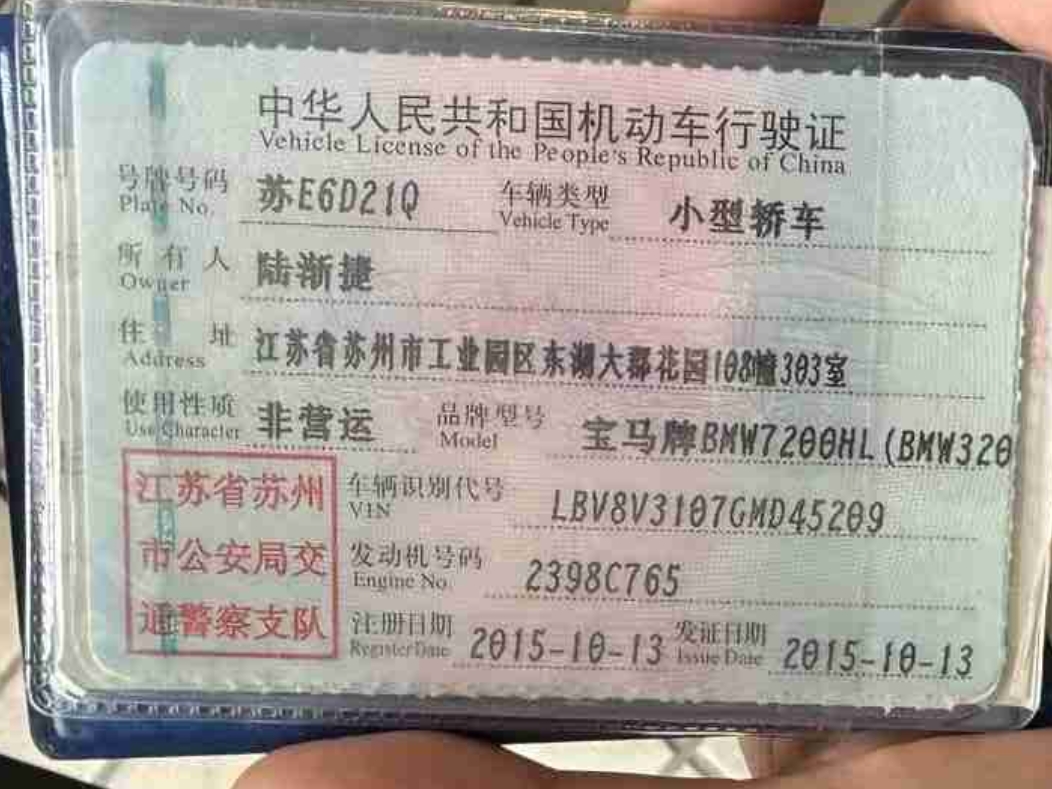 中华人民共和国机动车行驶证
Vehicle License of the People's Republic of China
号牌号码 苏E6D21Q 车辆类型 小型轿车
Plate No. Vehicle Type
所有人 陆渐捷
Owner
住址 江苏省苏州市工业园区东湖大郡花园108幢303室
Address
使用性质 非营运 品牌型号 宝马牌BMW7200HL(BMW320
Use Character Model
江苏省苏州
市公安局交
通警察支队
车辆识别代号 LBV8V3107GMD45209
VIN
发动机号码 2398C765
Engine No.
注册日期 2015-10-13 发证日期 2015-10-13
Register Date Issue Date